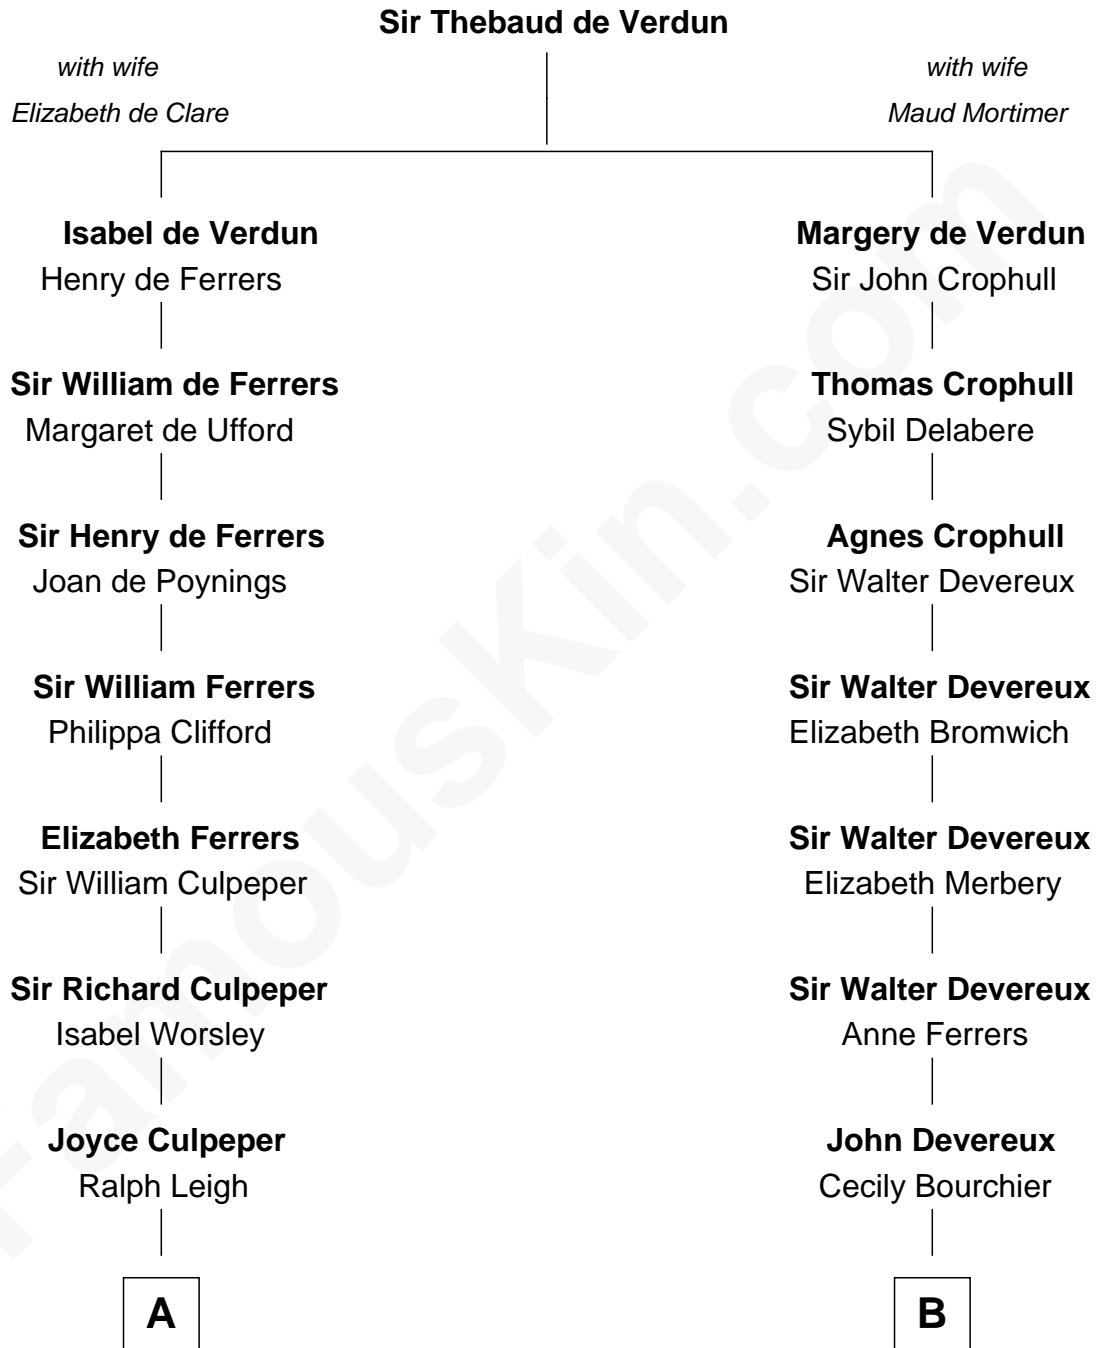 Sir Thebaud de Verdun
with wife
Elizabeth de Clare
with wife
Maud Mortimer
Isabel de Verdun
Henry de Ferrers
Margery de Verdun
Sir John Crophull
Sir William de Ferrers
Margaret de Ufford
Thomas Crophull
Sybil Delabere
Sir Henry de Ferrers
Joan de Poynings
Agnes Crophull
Sir Walter Devereux
Sir William Ferrers
Philippa Clifford
Sir Walter Devereux
Elizabeth Bromwich
Elizabeth Ferrers
Sir William Culpeper
Sir Walter Devereux
Elizabeth Merbery
Sir Richard Culpeper
Isabel Worsley
Sir Walter Devereux
Anne Ferrers
Joyce Culpeper
Ralph Leigh
John Devereux
Cecily Bourchier
A
B
FamousKin.com